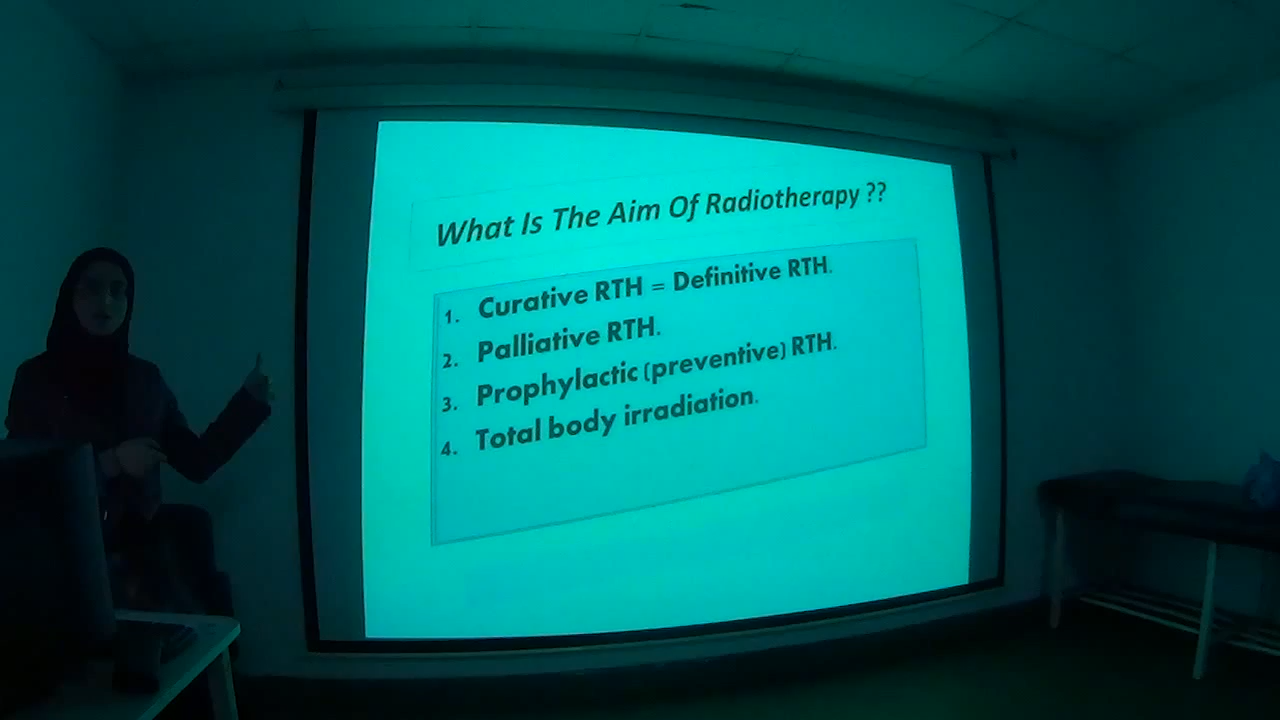 What Is The Aim Of Radiotherapy ??
1. Curative RTH = Definitive RTH.
2. Palliative RTH.
3. Prophylactic (preventive) RTH.
4. Total body irradiation.